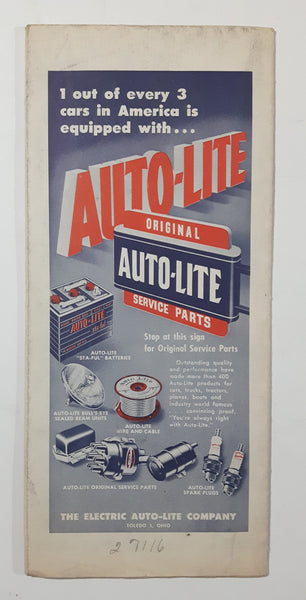 1 out of every 3
cars in America is
equipped with...
AUTO-LITE
ORIGINAL
AUTO-LITE
SERVICE PARTS
Stop at this sign
for Original Service Parts
AUTO-LITE
AUTO-LITE
"STA-FUL" BATTERIES
Outstanding quality
and performance have
made more than 400
Auto-Lite products for
cars, trucks, tractors,
planes, boats and
industry world famous
... convincing proof,
"You're always right
with Auto-Lite."
AUTO-LITE BULL'S-EYE
SEALED BEAM UNITS
AUTO-LITE
WIRE AND CABLE
AUTO-LITE ORIGINAL SERVICE PARTS
AUTO-LITE
SPARK PLUGS
THE ELECTRIC AUTO-LITE COMPANY
TOLEDO 1, OHIO
2 7116